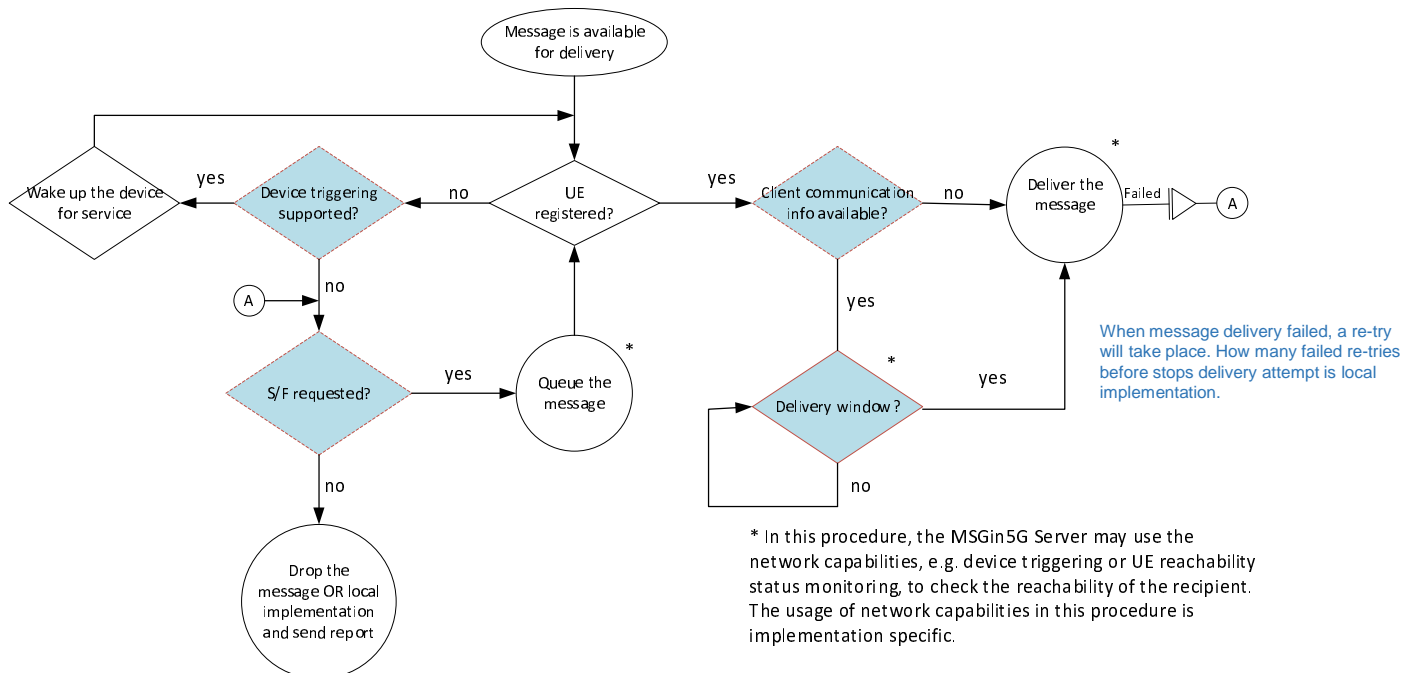 Message is available
for delivery
Wake up the device
for service
yes
Device triggering
supported?
no
UE
registered?
yes
Client communication
info available?
no
*
Deliver the
message
Failed
A
no
A
yes
S/F requested?
yes
*
Queue the
message
*
Delivery window?
yes
no
When message delivery failed, a re-try
will take place. How many failed re-tries
before stops delivery attempt is local
implementation.
no
Drop the
message OR local
implementation
and send report
* In this procedure, the MSGin5G Server may use the
network capabilities, e.g. device triggering or UE reachability
status monitoring, to check the reachability of the recipient.
The usage of network capabilities in this procedure is
implementation specific.